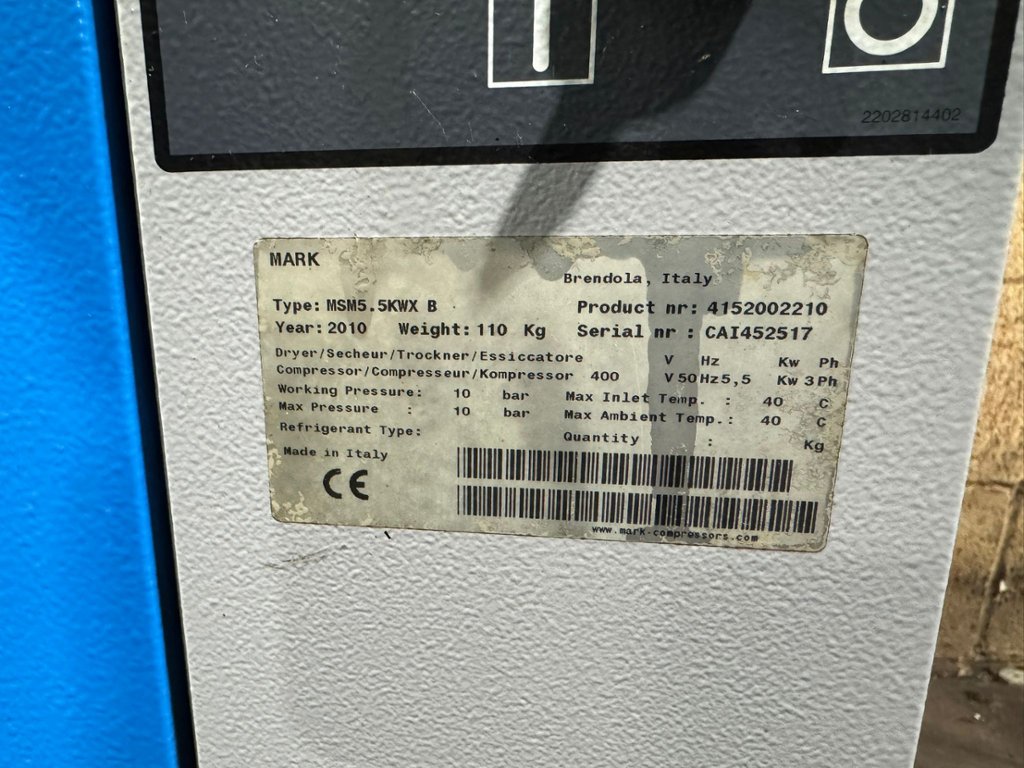 2202814402
MARK
Brendola, Italy
Type: MSM5.5KWX B Product nr: 4152002210
Year: 2010 Weight: 110 Kg Serial nr : CAI452517
Dryer/Secheur/Trockner/Essiccatore V Hz Kw Ph
Compressor/Compresseur/Kompressor 400 V 50 Hz 5,5 Kw 3 Ph
Working Pressure: 10 bar Max Inlet Temp. : 40 C
Max Pressure : 10 bar Max Ambient Temp.: 40 C
Refrigerant Type: Quantity : Kg
Made in Italy
CE
www.mark-compressors.com